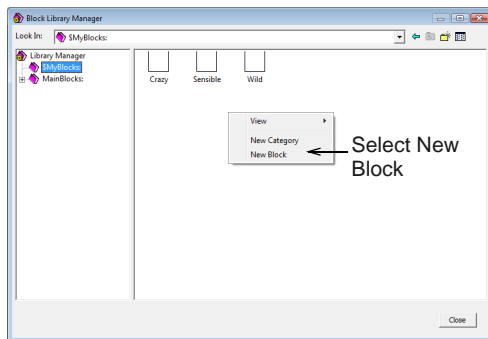 Block Library Manager
Look In: $MyBlocks:
Library Manager
$MyBlocks:
MainBlocks:
Crazy Sensible Wild
View
New Category
New Block
Select New
Block
Close